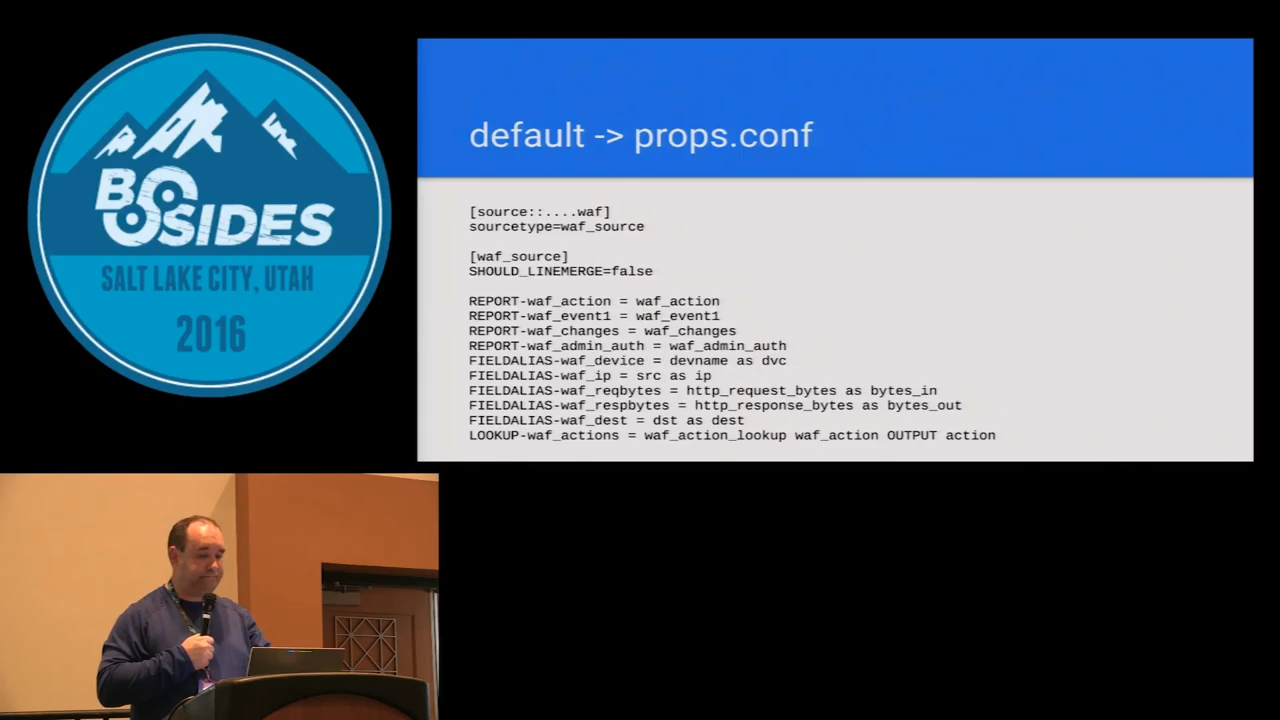 BSIDES
SALT LAKE CITY, UTAH
2016
default -> props.conf
[source::....waf]
sourcetype=waf_source
[waf_source]
SHOULD_LINEMERGE=false
REPORT-waf_action = waf_action
REPORT-waf_event1 = waf_event1
REPORT-waf_changes = waf_changes
REPORT-waf_admin_auth = waf_admin_auth
FIELDALIAS-waf_device = devname as dvc
FIELDALIAS-waf_ip = src as ip
FIELDALIAS-waf_reqbytes = http_request_bytes as bytes_in
FIELDALIAS-waf_respbytes = http_response_bytes as bytes_out
FIELDALIAS-waf_dest = dst as dest
LOOKUP-waf_actions = waf_action_lookup waf_action OUTPUT action